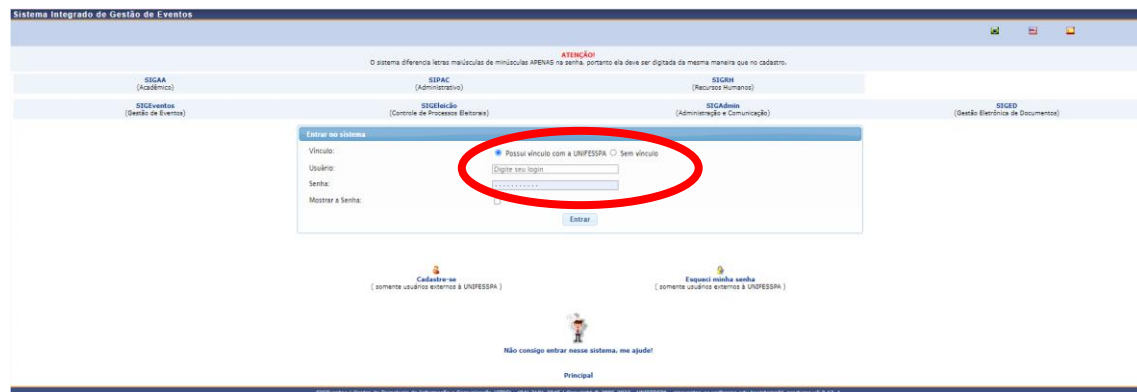 Sistema Integrado de Gestão de Eventos
ATENÇÃO!
O sistema diferencia letras maiúsculas de minúsculas APENAS na senha, portanto ela deve ser digitada da mesma maneira que no cadastro.
SIGAA
(Acadêmico)
SIPAC
(Administrativo)
SIGRH
(Recursos Humanos)
SIGEventos
(Gestão de Eventos)
SIGEleicão
(Controle de Processos Eleitorais)
SIGAdmin
(Administração e Comunicação)
SIGED
(Gestão Eletrônica de Documentos)
Entrar no sistema
Vínculo:
Possui vínculo com a UNIFESSPA
Sem vínculo
Usuário:
Digite seu login
Senha:
Mostrar a Senha:
Entrar
Cadastre-se
( somente usuários externos à UNIFESSPA )
Esqueci minha senha
( somente usuários externos à UNIFESSPA )
Não consigo entrar nesse sistema, me ajude!
Principal